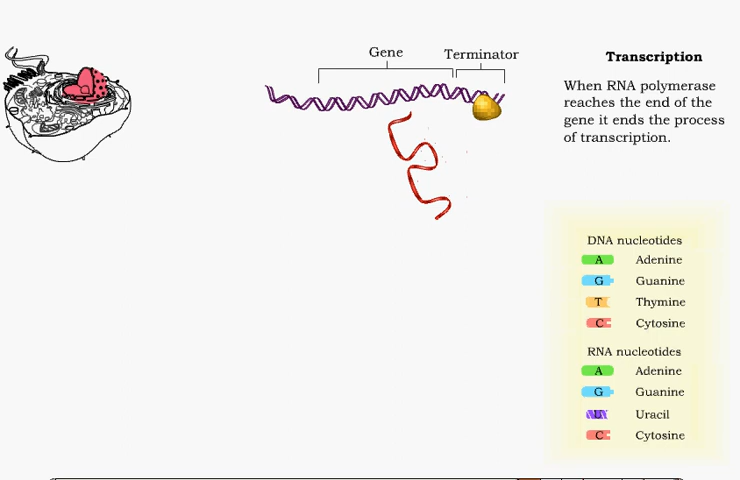 Gene
Terminator
Transcription
When RNA polymerase
reaches the end of the
gene it ends the process
of transcription.
DNA nucleotides
A Adenine
G Guanine
T Thymine
C Cytosine
RNA nucleotides
A Adenine
G Guanine
U Uracil
C Cytosine